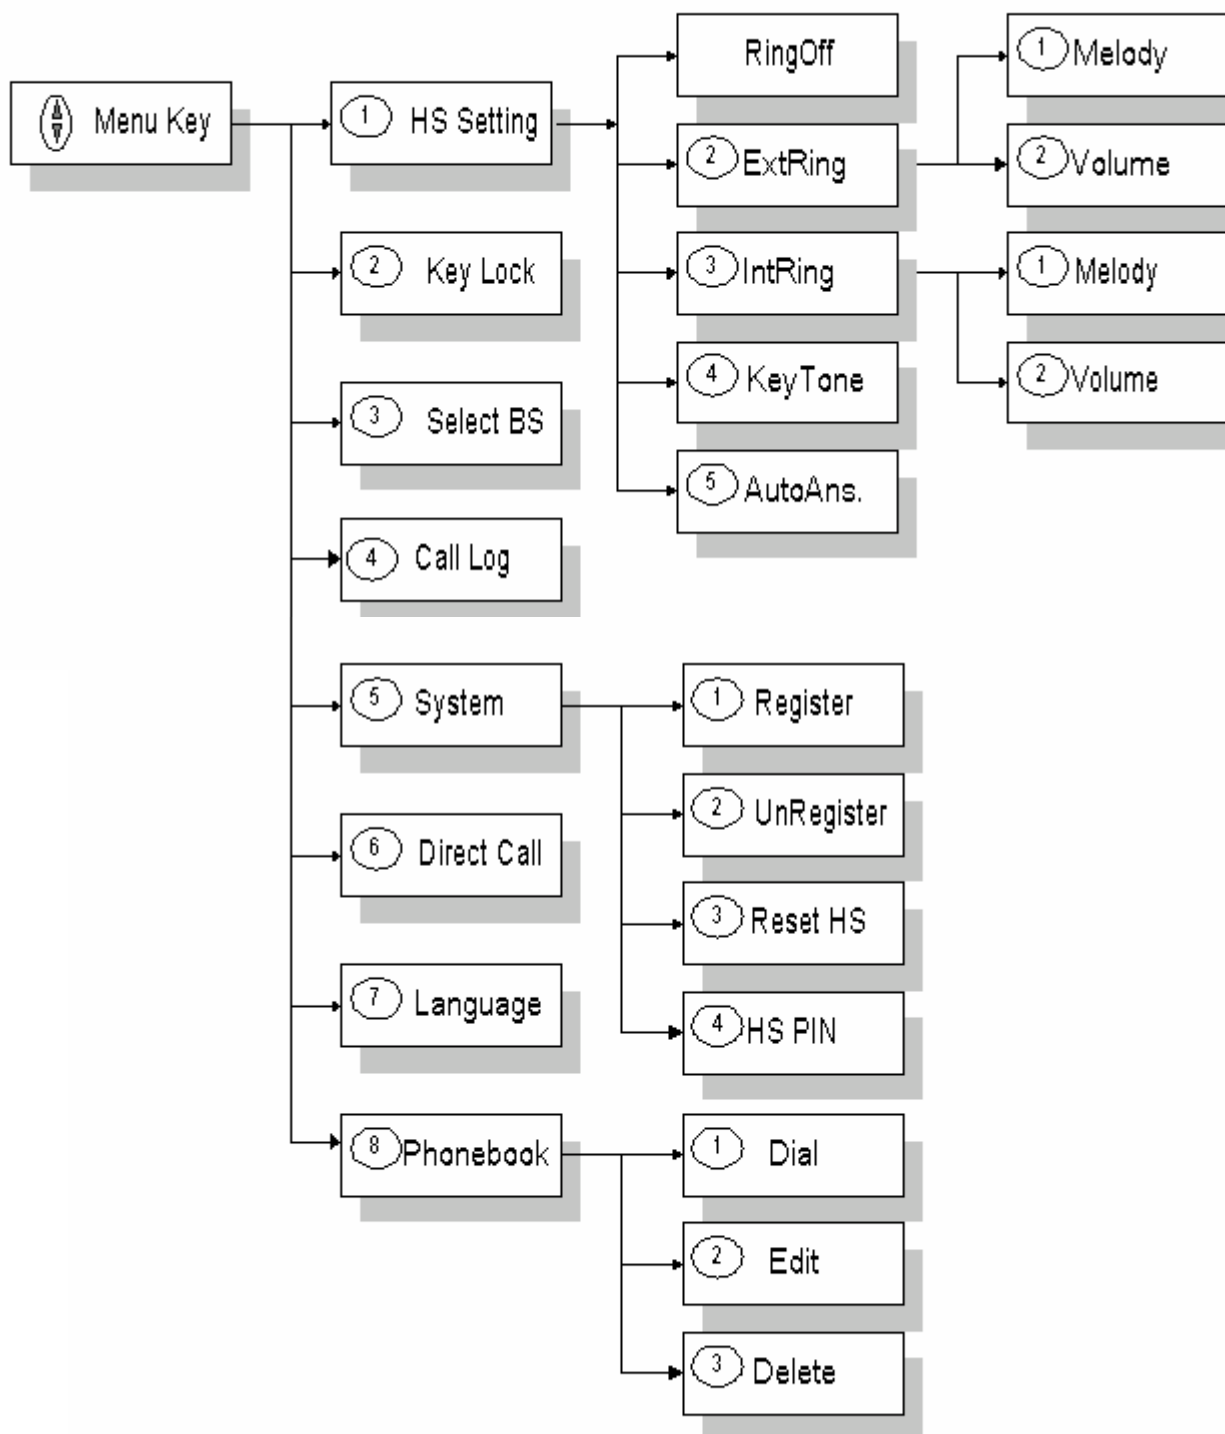 Menu Key
1 HS Setting
RingOff
2 ExtRing
1 Melody
2 Volume
3 IntRing
1 Melody
2 Volume
4 KeyTone
5 AutoAns.
2 Key Lock
3 Select BS
4 Call Log
5 System
1 Register
2 UnRegister
3 Reset HS
4 HS PIN
6 Direct Call
7 Language
8 Phonebook
1 Dial
2 Edit
3 Delete